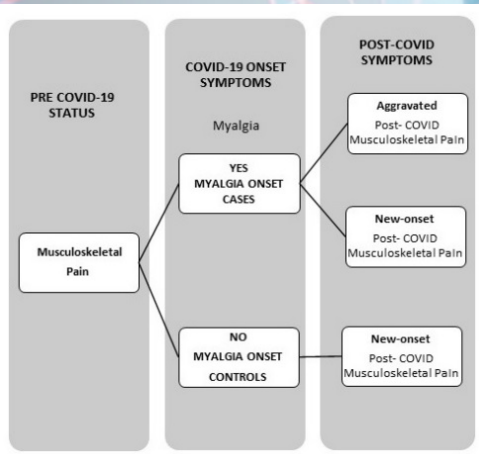 PRE COVID-19
STATUS
Musculoskeletal
Pain
COVID-19 ONSET
SYMPTOMS
Myalgia
YES
MYALGIA ONSET
CASES
NO
MYALGIA ONSET
CONTROLS
POST-COVID
SYMPTOMS
Aggravated
Post- COVID
Musculoskeletal Pain
New-onset
Post- COVID
Musculoskeletal Pain
New-onset
Post- COVID
Musculoskeletal Pain